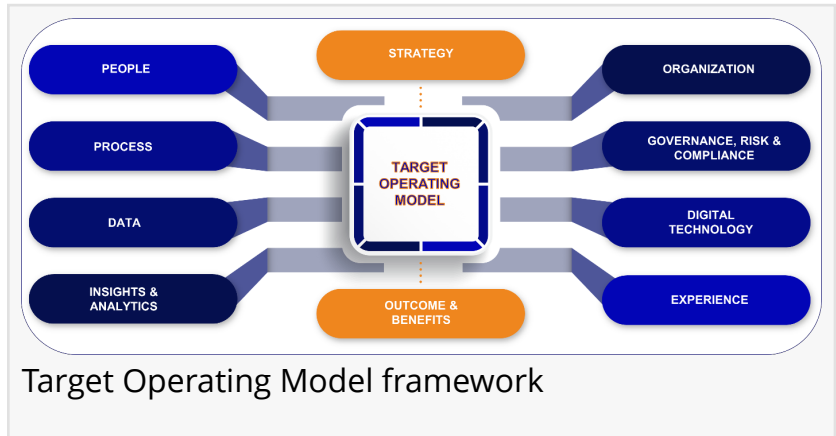 PEOPLE
STRATEGY
ORGANIZATION
PROCESS
TARGET
OPERATING
MODEL
GOVERNANCE, RISK &
COMPLIANCE
DATA
DIGITAL
TECHNOLOGY
INSIGHTS &
ANALYTICS
OUTCOME &
BENEFITS
EXPERIENCE
Target Operating Model framework